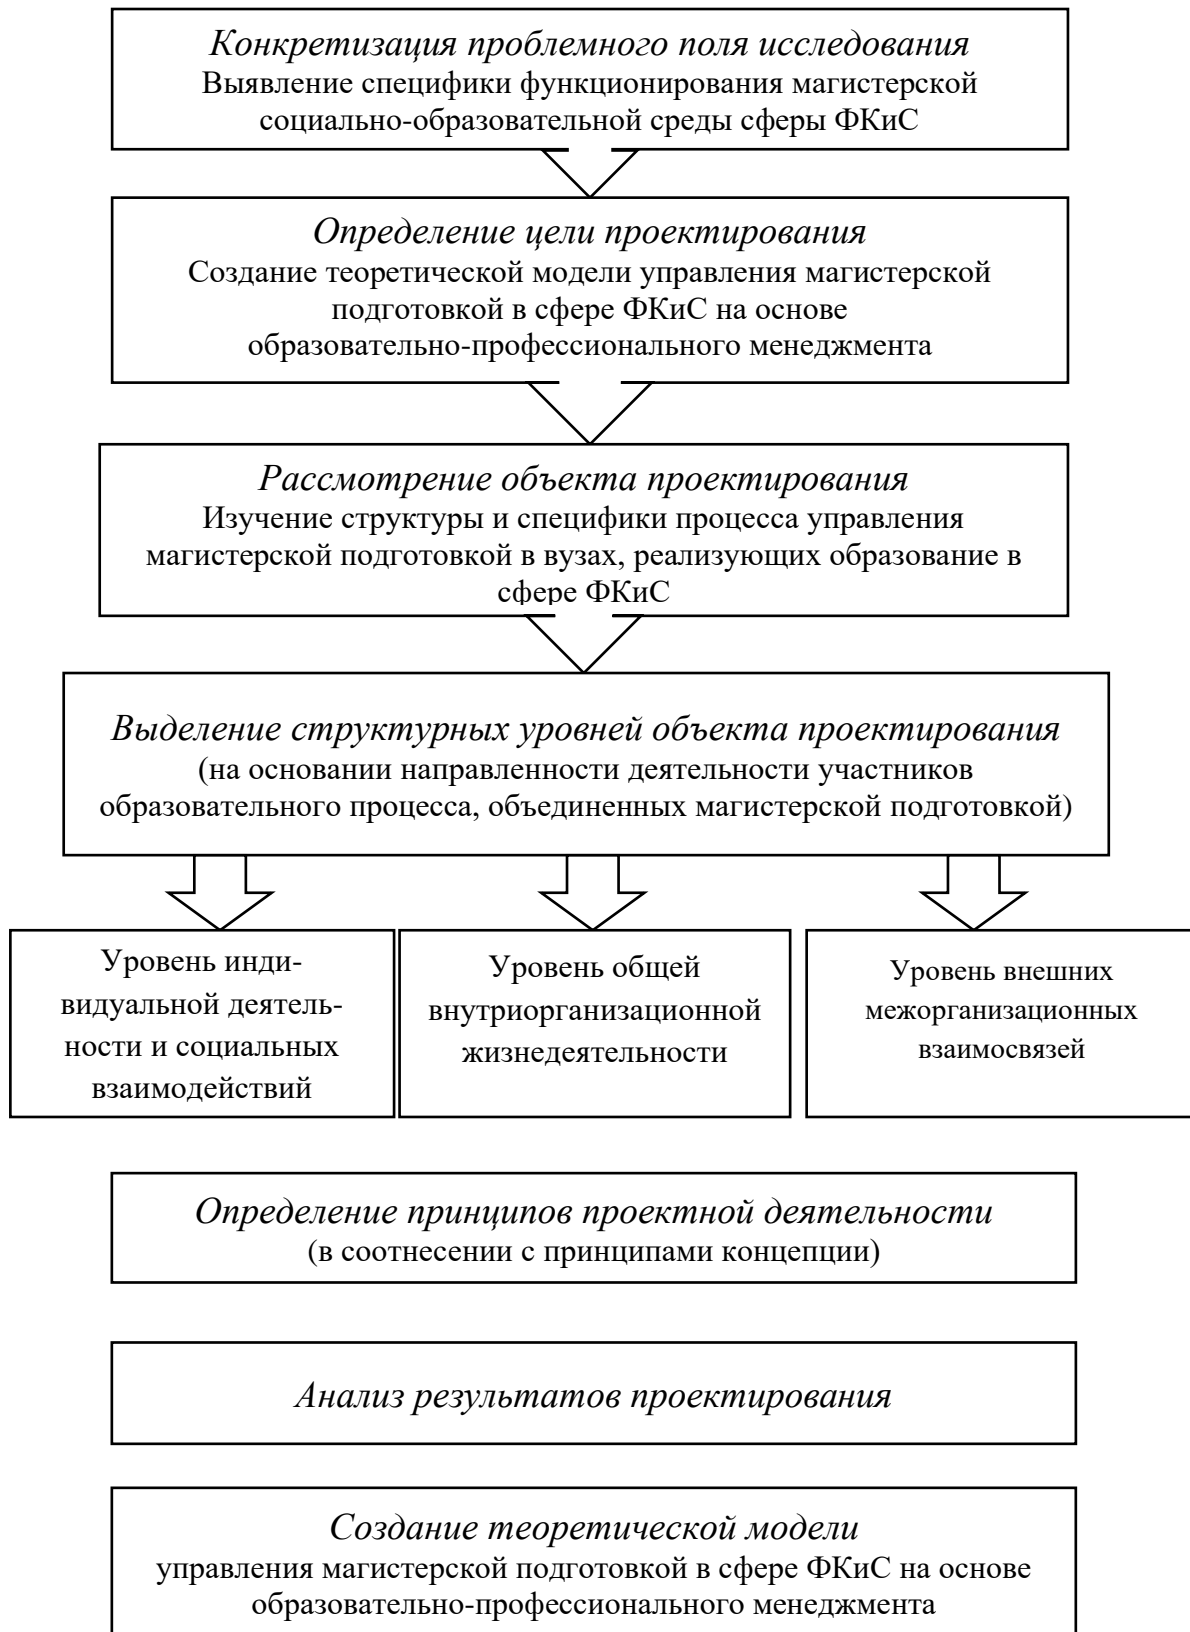 Конкретизация проблемного поля исследования
Выявление специфики функционирования магистерской
социально-образовательной среды сферы ФКиС
Определение цели проектирования
Создание теоретической модели управления магистерской
подготовкой в сфере ФКиС на основе
образовательно-профессионального менеджмента
Рассмотрение объекта проектирования
Изучение структуры и специфики процесса управления
магистерской подготовкой в вузах, реализующих образование в
сфере ФКиС
Выделение структурных уровней объекта проектирования
(на основании направленности деятельности участников
образовательного процесса, объединенных магистерской подготовкой)
Уровень инди-
видуальной деятель-
ности и социальных
взаимодействий
Уровень общей
внутриорганизационной
жизнедеятельности
Уровень внешних
межорганизационных
взаимосвязей
Определение принципов проектной деятельности
(в соотнесении с принципами концепции)
Анализ результатов проектирования
Создание теоретической модели
управления магистерской подготовкой в сфере ФКиС на основе
образовательно-профессионального менеджмента